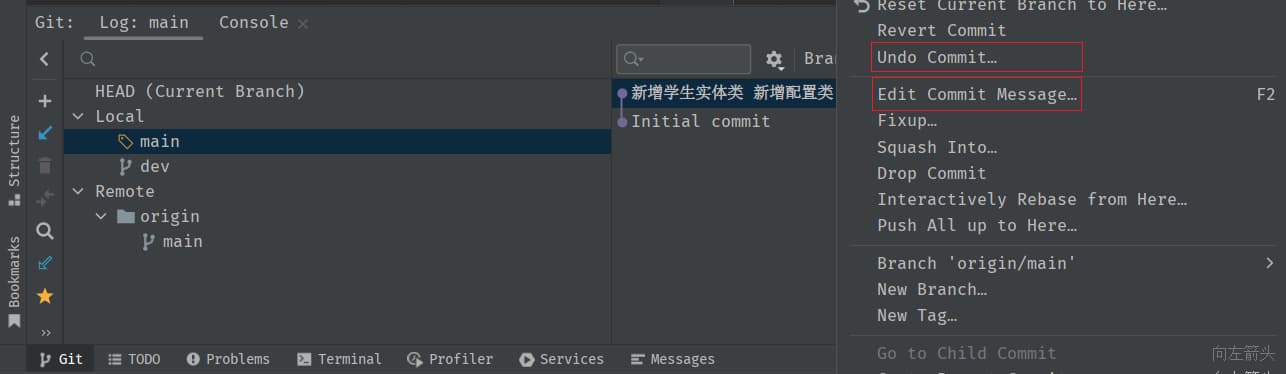 Git:
Log: main
Console
HEAD (Current Branch)
Local
main
dev
Remote
origin
main
Structure
Bookmarks
Bran
新增学生实体类 新增配置类
Initial commit
Reset Current Branch to Here…
Revert Commit
Undo Commit…
Edit Commit Message… F2
Fixup…
Squash Into…
Drop Commit
Interactively Rebase from Here…
Push All up to Here…
Branch 'origin/main'
New Branch…
New Tag…
Go to Child Commit 向左箭头
Git
TODO
Problems
Terminal
Profiler
Services
Messages